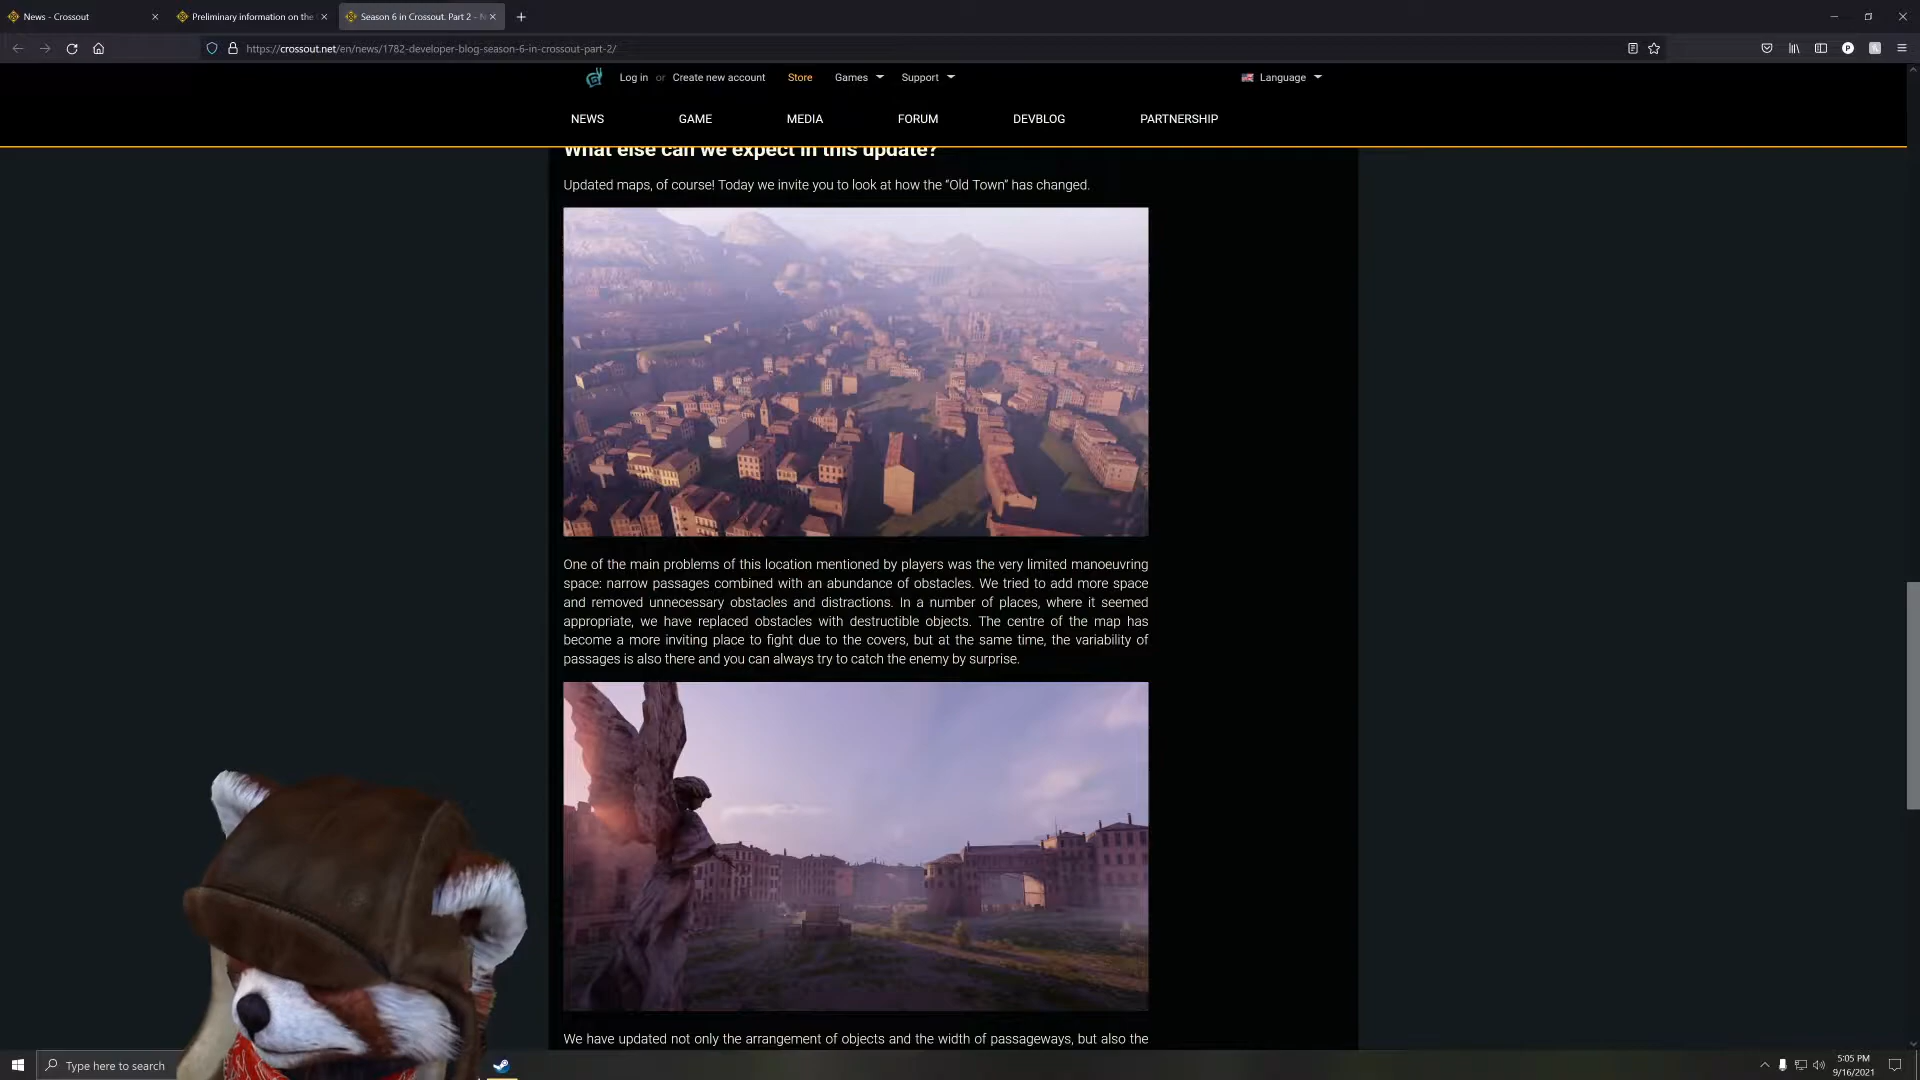 News - Crossout
Preliminary information on the
Season 6 in Crossout. Part 2 -
https://crossout.net/en/news/1782-developer-blog-season-6-in-crossout-part-2/
Log in or Create new account Store Games Support Language
NEWS GAME MEDIA FORUM DEVBLOG PARTNERSHIP
What else can we expect in this update?
Updated maps, of course! Today we invite you to look at how the “Old Town” has changed.
One of the main problems of this location mentioned by players was the very limited manoeuvring
space: narrow passages combined with an abundance of obstacles. We tried to add more space
and removed unnecessary obstacles and distractions. In a number of places, where it seemed
appropriate, we have replaced obstacles with destructible objects. The centre of the map has
become a more inviting place to fight due to the covers, but at the same time, the variability of
passages is also there and you can always try to catch the enemy by surprise.
We have updated not only the arrangement of objects and the width of passageways, but also the
Type here to search
5:05 PM
9/16/2021